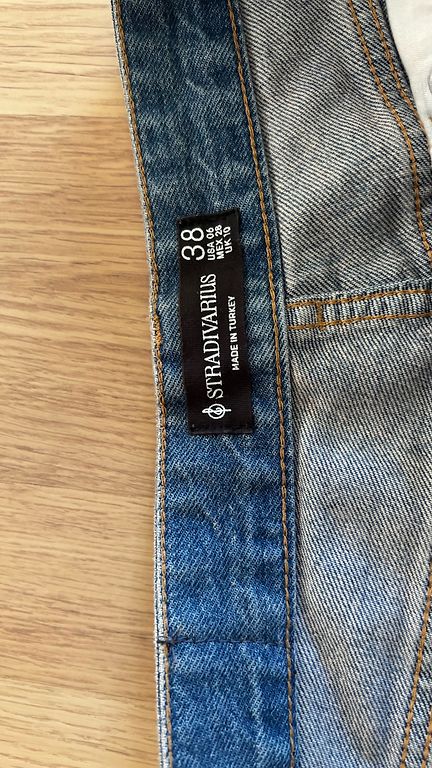 STRADIVARIUS
MADE IN TURKEY
38
USA 06
MEX 28
UK 10